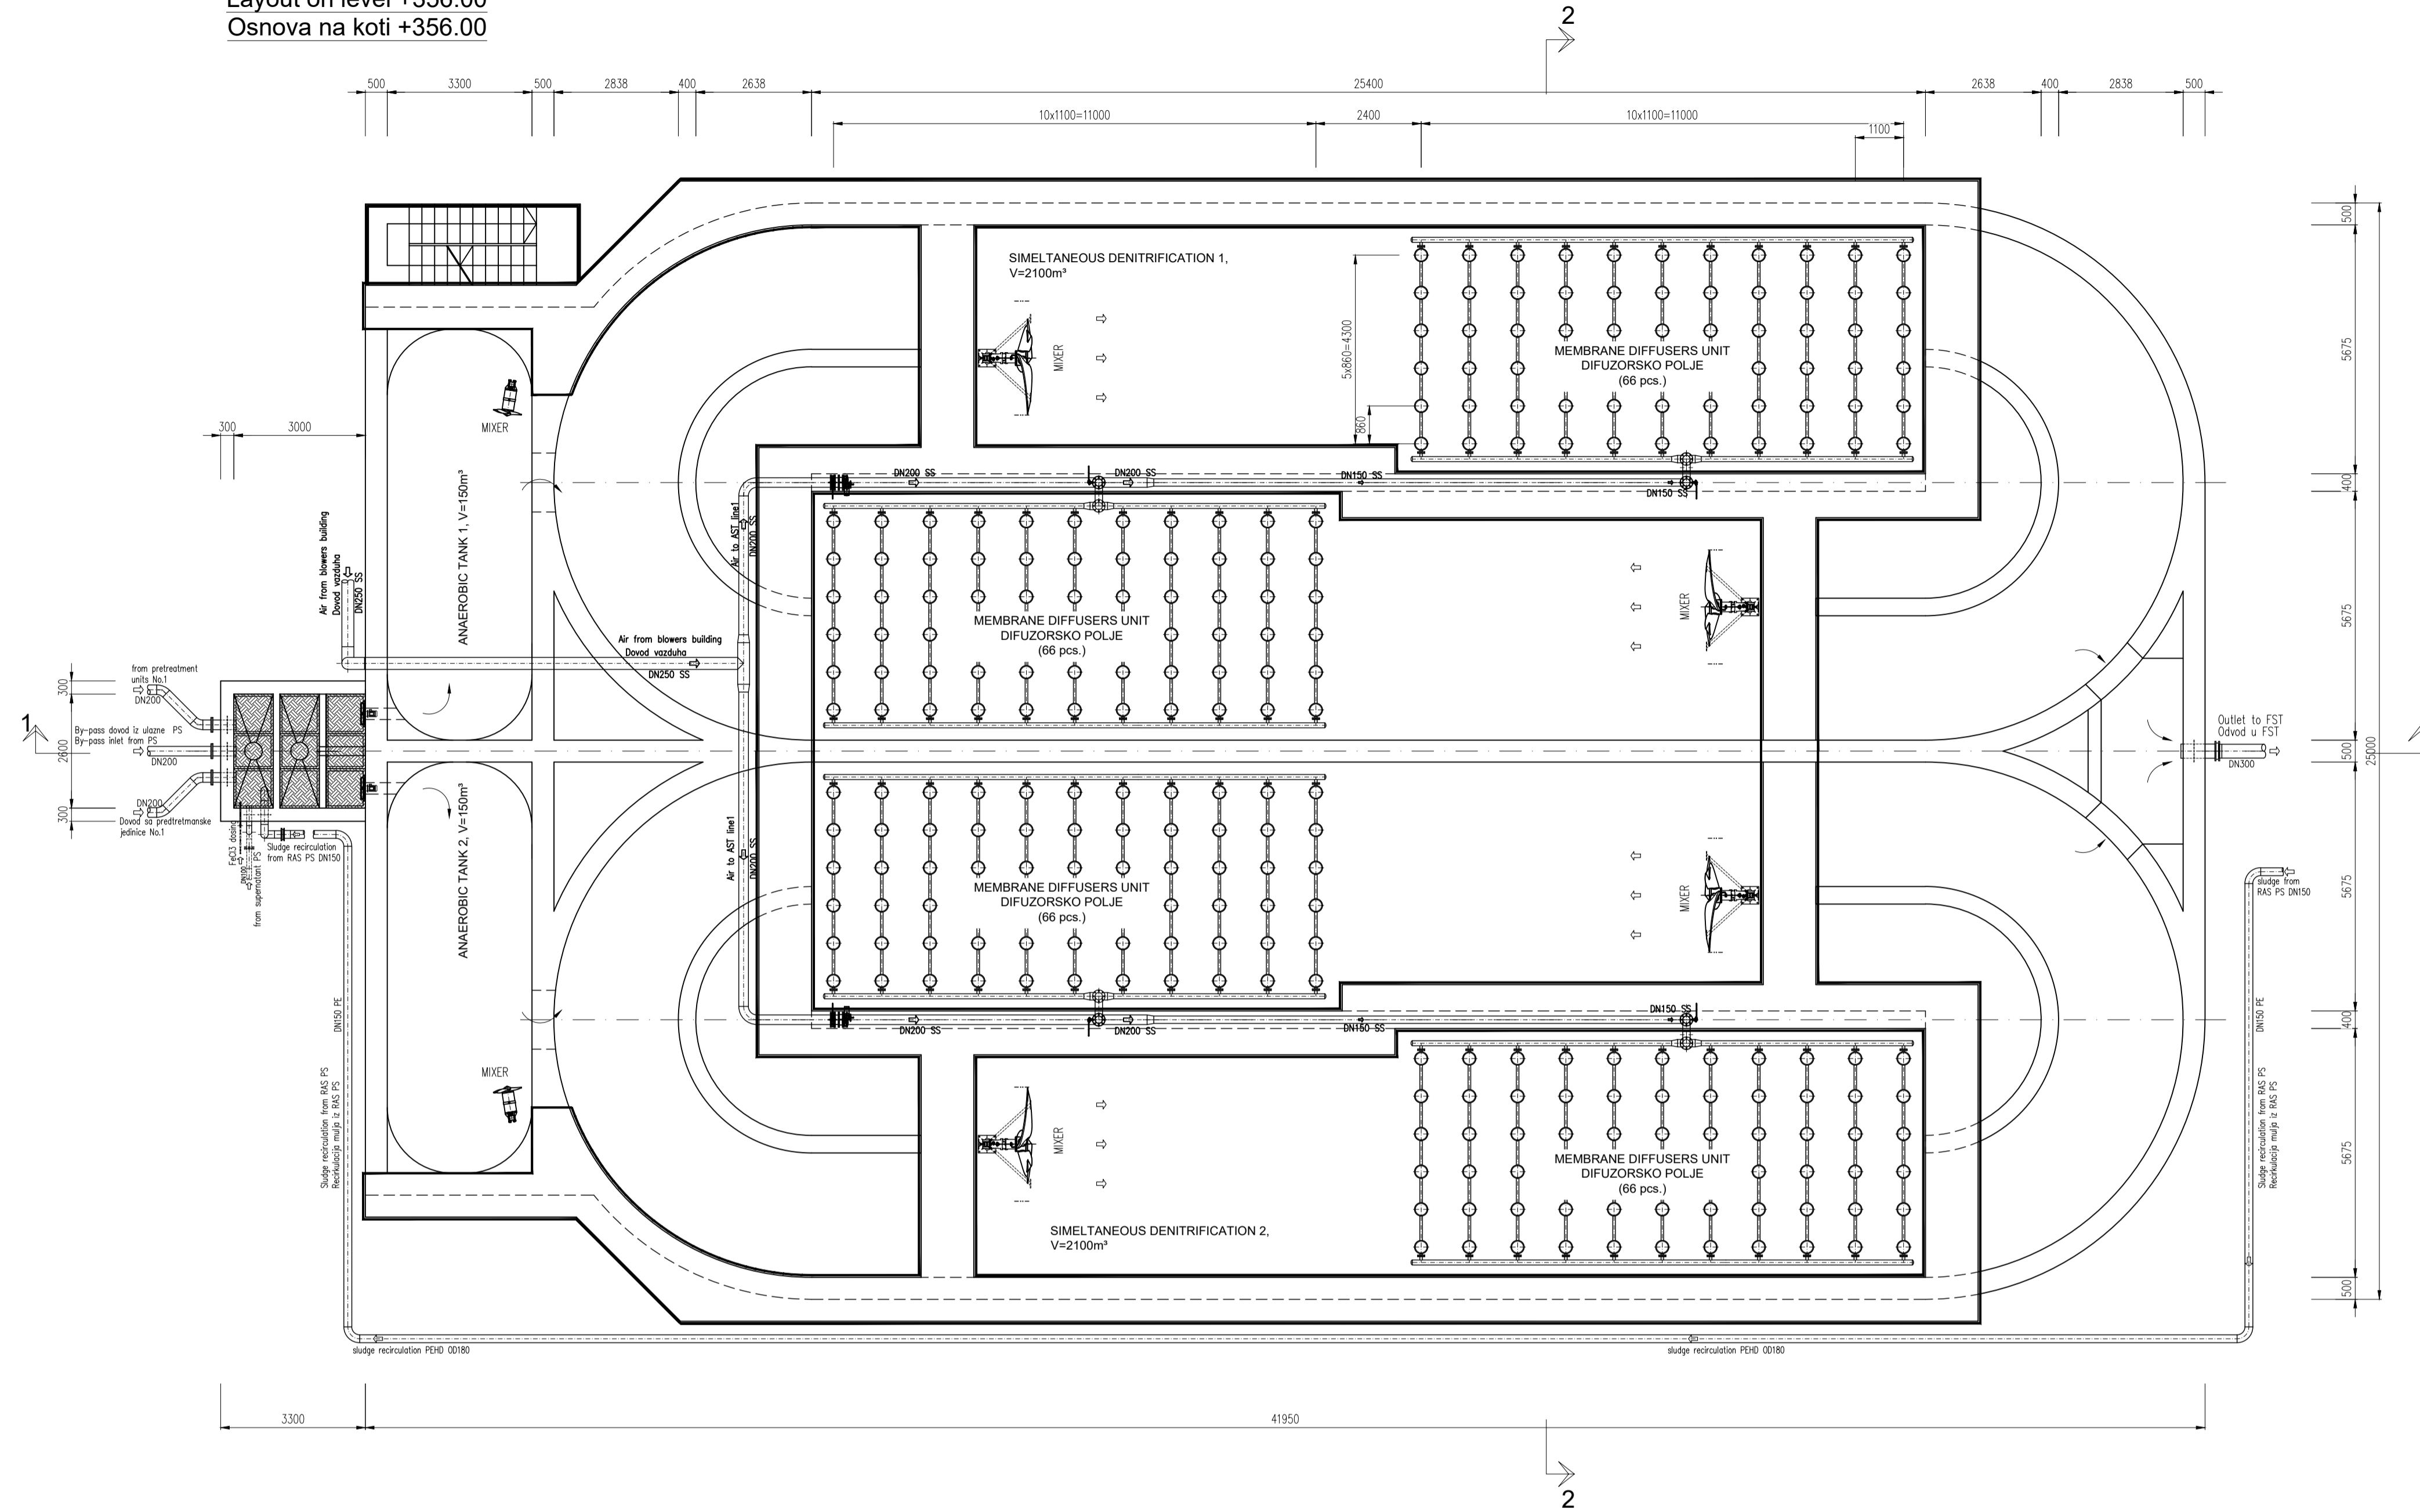 Layout on level +356.00
Osnova na koti +356.00
2
500
3300
500
2838
400
2638
25400
2638
400
2838
500
10x1100=11000
2400
10x1100=11000
1100
SIMELTANEOUS DENITRIFICATION 1,
V=2100m³
MIXER
5x860=4300
860
MEMBRANE DIFFUSERS UNIT
DIFUZORSKO POLJE
(66 pcs.)
500
5675
400
5675
500
25000
5675
400
5675
500
300
3000
MIXER
ANAEROBIC TANK 1, V=150m³
DN200 SS
DN200 SS
DN150 SS
DN150 SS
Air from blowers building
Dovod vazduha
DN250 SS
Air to AST line1
DN200 SS
MEMBRANE DIFFUSERS UNIT
DIFUZORSKO POLJE
(66 pcs.)
MIXER
Air from blowers building
Dovod vazduha
DN250 SS
from pretreatment
units No.1
DN200
300
2600
300
1
By-pass dovod iz ulazne PS
By-pass inlet from PS
DN200
DN200
Dovod sa predtretmanske
jedinice No.1
FeCl3 dosing
DN100
from supernatant PS
Sludge recirculation
from RAS PS DN150
Outlet to FST
Odvod u FST
DN300
ANAEROBIC TANK 2, V=150m³
Air to AST line1
DN200 SS
MEMBRANE DIFFUSERS UNIT
DIFUZORSKO POLJE
(66 pcs.)
MIXER
sludge from
RAS PS DN150
DN150 PE
Sludge recirculation from RAS PS
Recirkulacija mulja iz RAS PS
DN200 SS
DN200 SS
DN150 SS
DN150 SS
MIXER
MIXER
MEMBRANE DIFFUSERS UNIT
DIFUZORSKO POLJE
(66 pcs.)
SIMELTANEOUS DENITRIFICATION 2,
V=2100m³
DN150 PE
Sludge recirculation from RAS PS
Recirkulacija mulja iz RAS PS
sludge recirculation PEHD OD180
sludge recirculation PEHD OD180
3300
41950
2